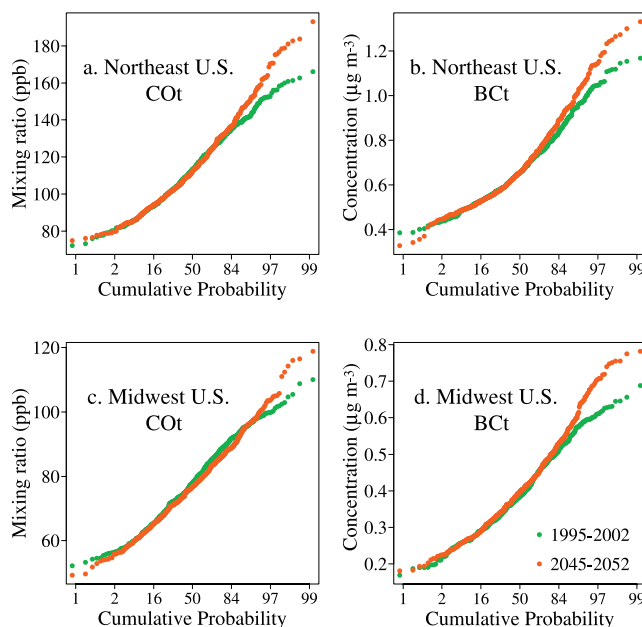 a. Northeast U.S.
COt
Mixing ratio (ppb)
180
160
140
120
100
80
1 2 16 50 84 97 99
Cumulative Probability
b. Northeast U.S.
BCt
Concentration (µg m-3)
1.2
1.0
0.8
0.6
0.4
1 2 16 50 97 99
Cumulative Probability
c. Midwest U.S.
COt
Mixing ratio (ppb)
120
100
80
60
1 2 16 50 84 97 99
Cumulative Probability
d. Midwest U.S.
BCt
Concentration (µg m-3)
0.8
0.7
0.6
0.5
0.4
0.3
0.2
1995-2002
2045-2052
1 2 16 50 84 97 99
Cumulative Probability